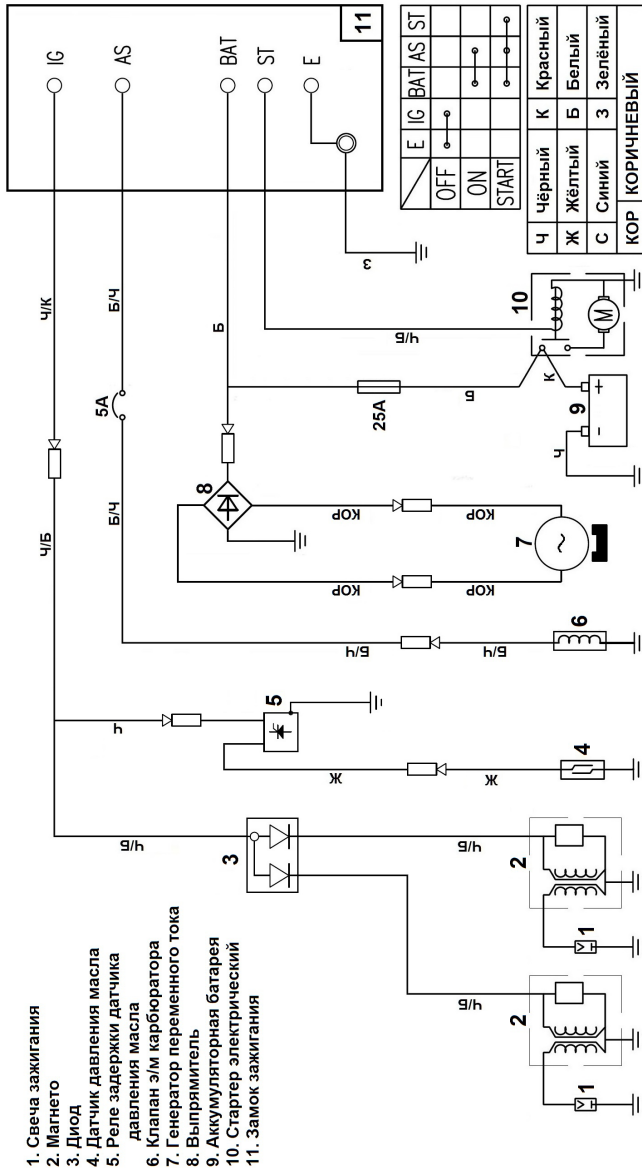 1. Свеча зажигания
2. Магнето
3. Диод
4. Датчик давления масла
5. Реле задержки датчика
давления масла
6. Клапан э/м карбюратора
7. Генератор переменного тока
8. Выпрямитель
9. Аккумуляторная батарея
10. Стартер электрический
11. Замок зажигания
11
IG
AS
BAT
ST
E
Ч/Б
Ч/К
Б/Ч
5А
Б/Ч
Б
З
Ч/Б
Ч
3
5
8
Ж
Б/Ч
КОР
КОР
25А
Ч/Б
Ч/Б
Ч/Б
Ж
Б/Ч
КОР
КОР
Б
Ч
К
2
2
1
1
4
6
7
~
9
- +
10
M
E IG BAT AS ST
OFF
ON
START
Ч Чёрный К Красный
Ж Жёлтый Б Белый
С Синий З Зелёный
КОР КОРИЧНЕВЫЙ